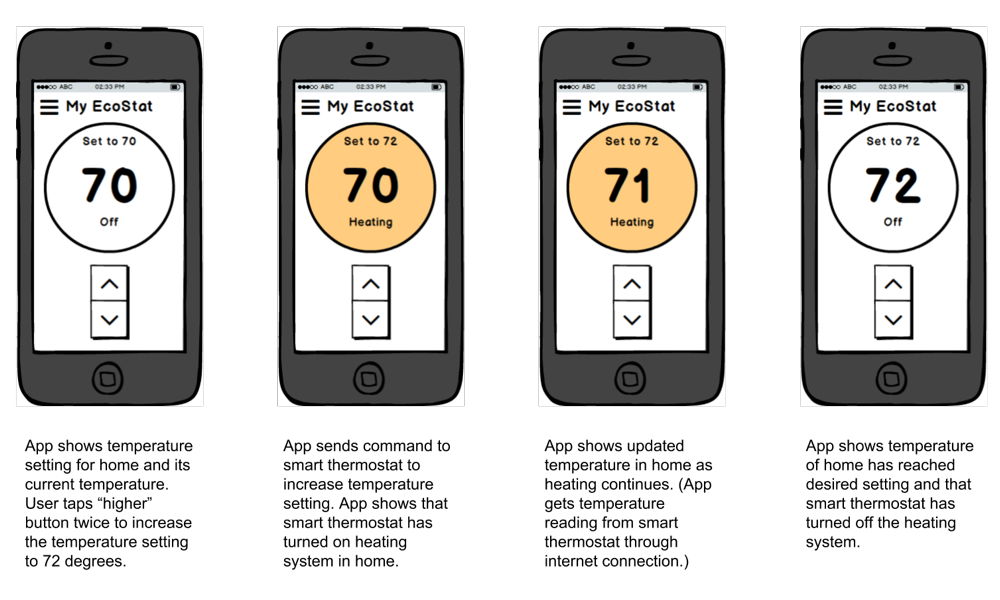 ABC 02:33 PM
My EcoStat
Set to 70
70
Off
App shows temperature
setting for home and its
current temperature.
User taps “higher”
button twice to increase
the temperature setting
to 72 degrees.
ABC 02:33 PM
My EcoStat
Set to 72
70
Heating
App sends command to
smart thermostat to
increase temperature
setting. App shows that
smart thermostat has
turned on heating
system in home.
ABC 02:33 PM
My EcoStat
Set to 72
71
Heating
App shows updated
temperature in home as
heating continues. (App
gets temperature
reading from smart
thermostat through
internet connection.)
ABC 02:33 PM
My EcoStat
Set to 72
72
Off
App shows temperature
of home has reached
desired setting and that
smart thermostat has
turned off the heating
system.